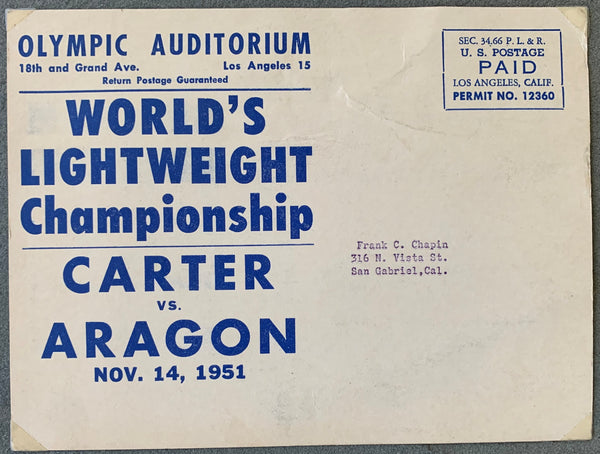 OLYMPIC AUDITORIUM
18th and Grand Ave. Los Angeles 15
Return Postage Guaranteed
WORLD'S
LIGHTWEIGHT
Championship
CARTER
VS.
ARAGON
NOV. 14, 1951
SEC. 34,66 P. L. & R.
U. S. POSTAGE
PAID
LOS ANGELES, CALIF.
PERMIT NO. 12360
Frank C. Chapin
316 N. Vista St.
San Gabriel,Cal.